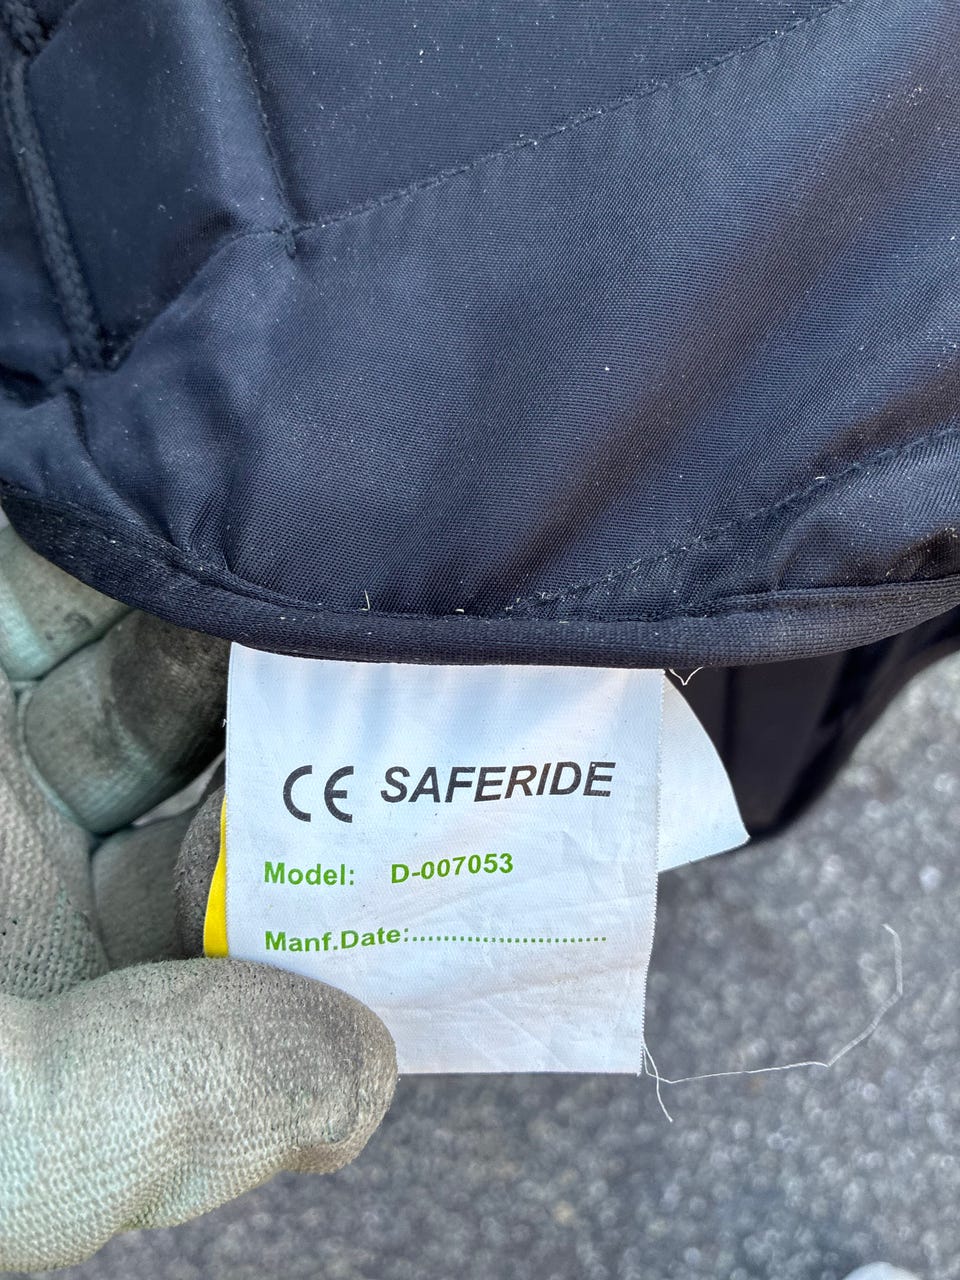 CE SAFERIDE
Model: D-007053
Manf.Date:............................